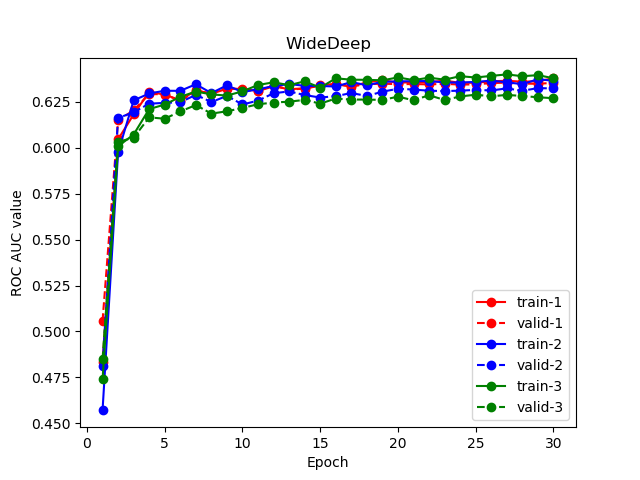 WideDeep
ROC AUC value
0.625
0.600
0.575
0.550
0.525
0.500
0.475
0.450
0
5
10
15
20
25
30
Epoch
train-1
valid-1
train-2
valid-2
train-3
valid-3